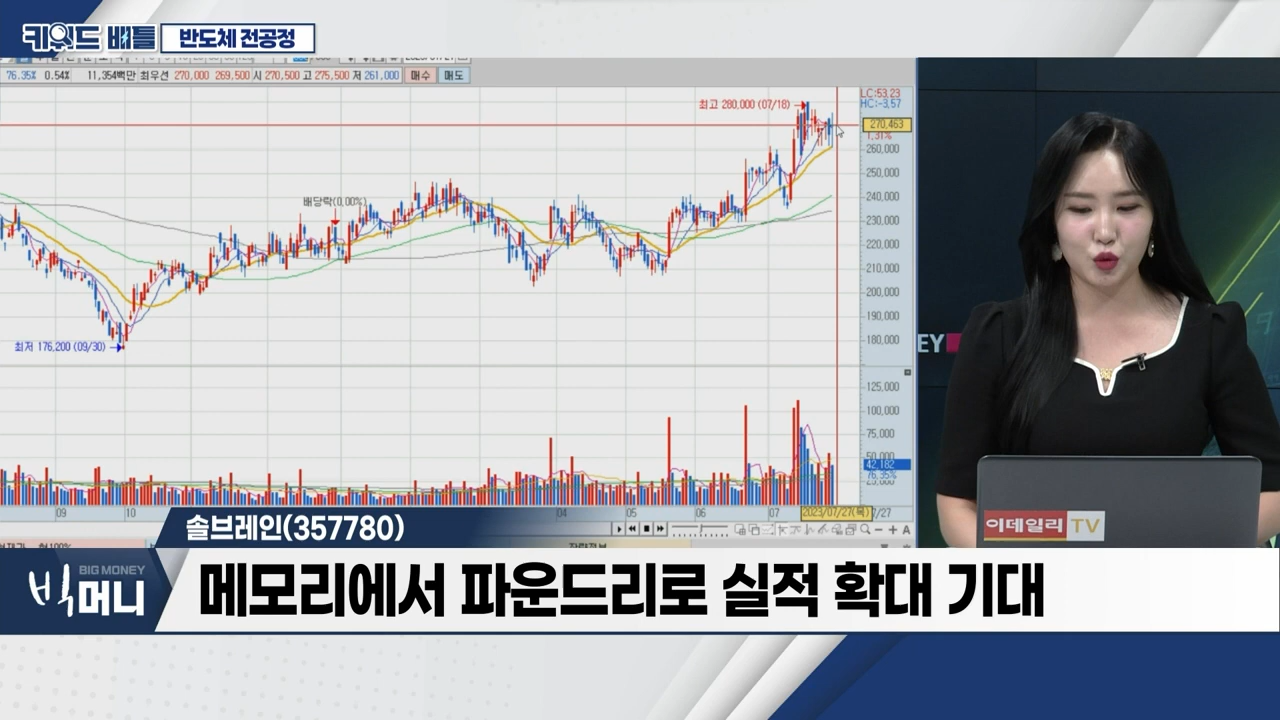 키워드 배틀
반도체 전공정
76.35% 0.54% 11,354백만 최우선 270,000 269,500 시 270,500 고 275,500 저 261,000 매수 매도
LC:53.23
HC:-3.57
최고 280,000 (07/18)
270,463
1.31%
260,000
250,000
240,000
230,000
220,000
210,000
200,000
190,000
180,000
배당락(0.00%)
최저 176,200 (09/30)
125,000
100,000
75,000
50,000
42,182
76.35%
25,000
09
10
04
05
06
07
2023/07/27(목)
/27
A
EY
이데일리 TV
솔브레인(357780)
BIG MONEY
빅머니
메모리에서 파운드리로 실적 확대 기대